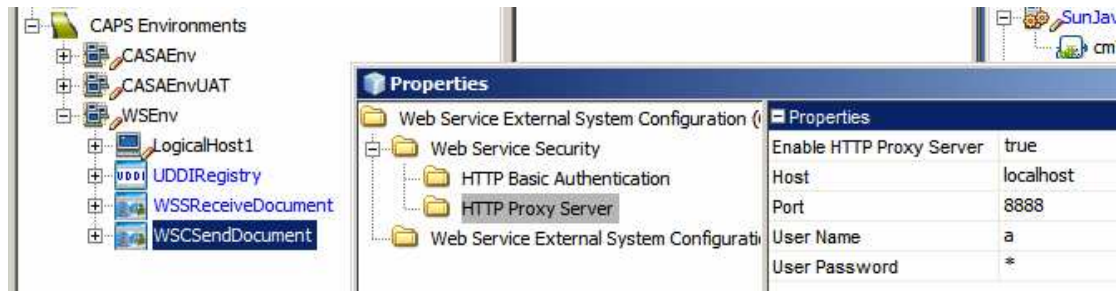 CAPS Environments
CASAEnv
CASAEnvUAT
WSEnv
LogicalHost1
UDDI UDDIRegistry
WSSReceiveDocument
WSCSendDocument
SunJav
cm
Properties
Web Service External System Configuration (
Web Service Security
HTTP Basic Authentication
HTTP Proxy Server
Web Service External System Configurati
Properties
Enable HTTP Proxy Server true
Host localhost
Port 8888
User Name a
User Password *